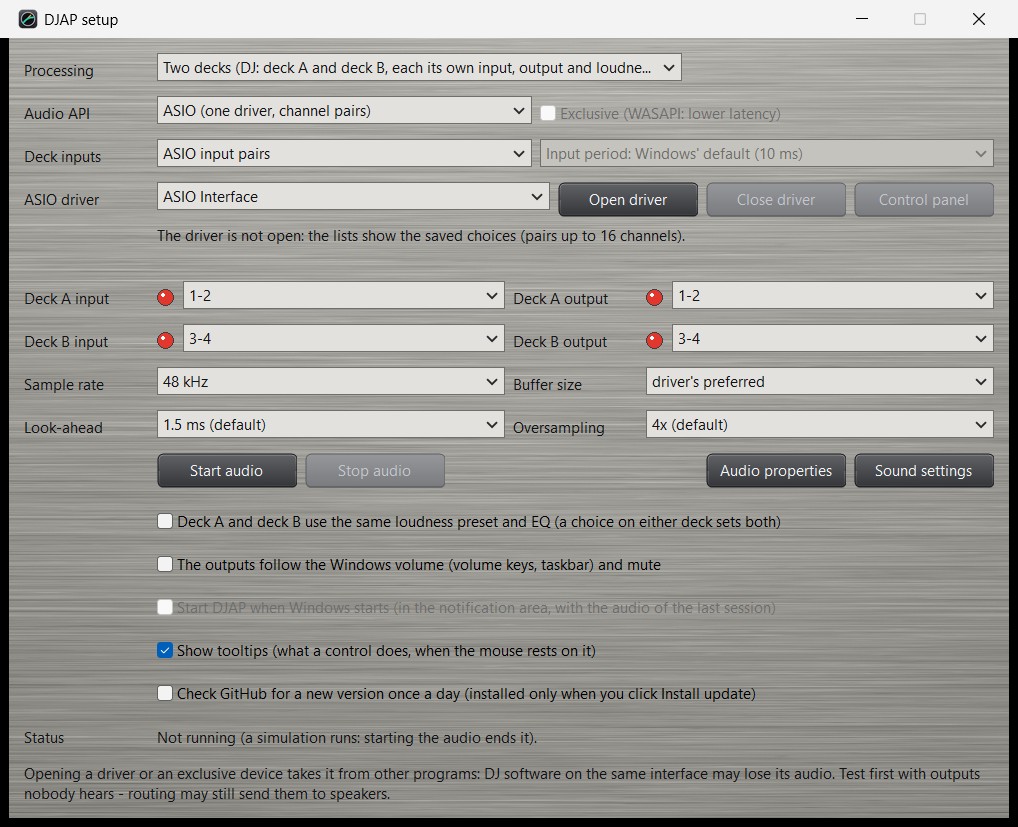 DJAP setup
Processing
Two decks (DJ: deck A and deck B, each its own input, output and loudne...
Audio API
ASIO (one driver, channel pairs)
Exclusive (WASAPI: lower latency)
Deck inputs
ASIO input pairs
Input period: Windows' default (10 ms)
ASIO driver
ASIO Interface
Open driver
Close driver
Control panel
The driver is not open: the lists show the saved choices (pairs up to 16 channels).
Deck A input
1-2
Deck A output
1-2
Deck B input
3-4
Deck B output
3-4
Sample rate
48 kHz
Buffer size
driver's preferred
Look-ahead
1.5 ms (default)
Oversampling
4x (default)
Start audio
Stop audio
Audio properties
Sound settings
Deck A and deck B use the same loudness preset and EQ (a choice on either deck sets both)
The outputs follow the Windows volume (volume keys, taskbar) and mute
Start DJAP when Windows starts (in the notification area, with the audio of the last session)
Show tooltips (what a control does, when the mouse rests on it)
Check GitHub for a new version once a day (installed only when you click Install update)
Status
Not running (a simulation runs: starting the audio ends it).
Opening a driver or an exclusive device takes it from other programs: DJ software on the same interface may lose its audio. Test first with outputs
nobody hears - routing may still send them to speakers.